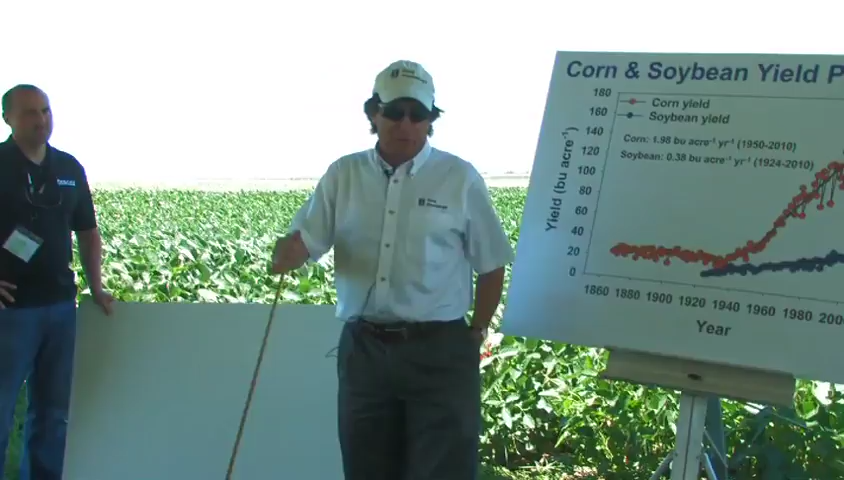 Corn & Soybean Yield P
180
160
140
120
100
80
60
40
20
0
Yield (bu acre⁻¹)
Corn yield
Soybean yield
Corn: 1.98 bu acre⁻¹ yr⁻¹ (1950-2010)
Soybean: 0.38 bu acre⁻¹ yr⁻¹ (1924-2010)
1860 1880 1900 1920 1940 1960 1980 200
Year